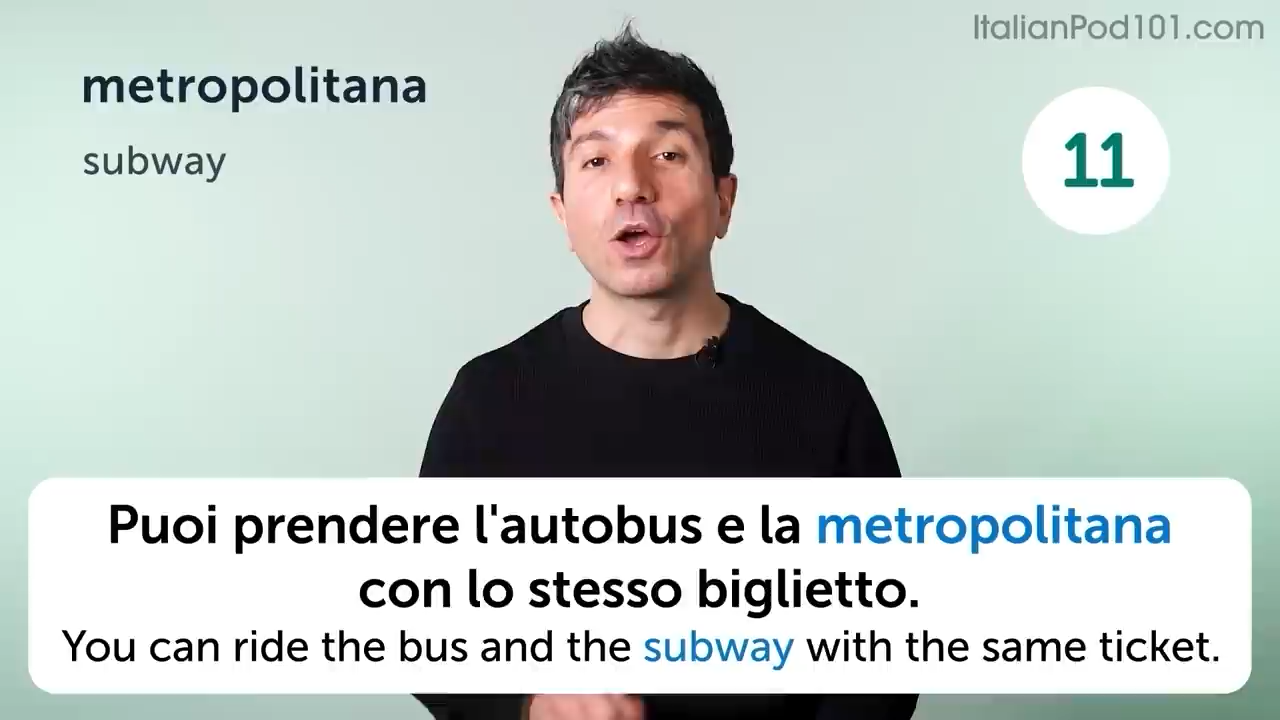 ItalianPod101.com
metropolitana
subway
11
Puoi prendere l'autobus e la metropolitana
con lo stesso biglietto.
You can ride the bus and the subway with the same ticket.